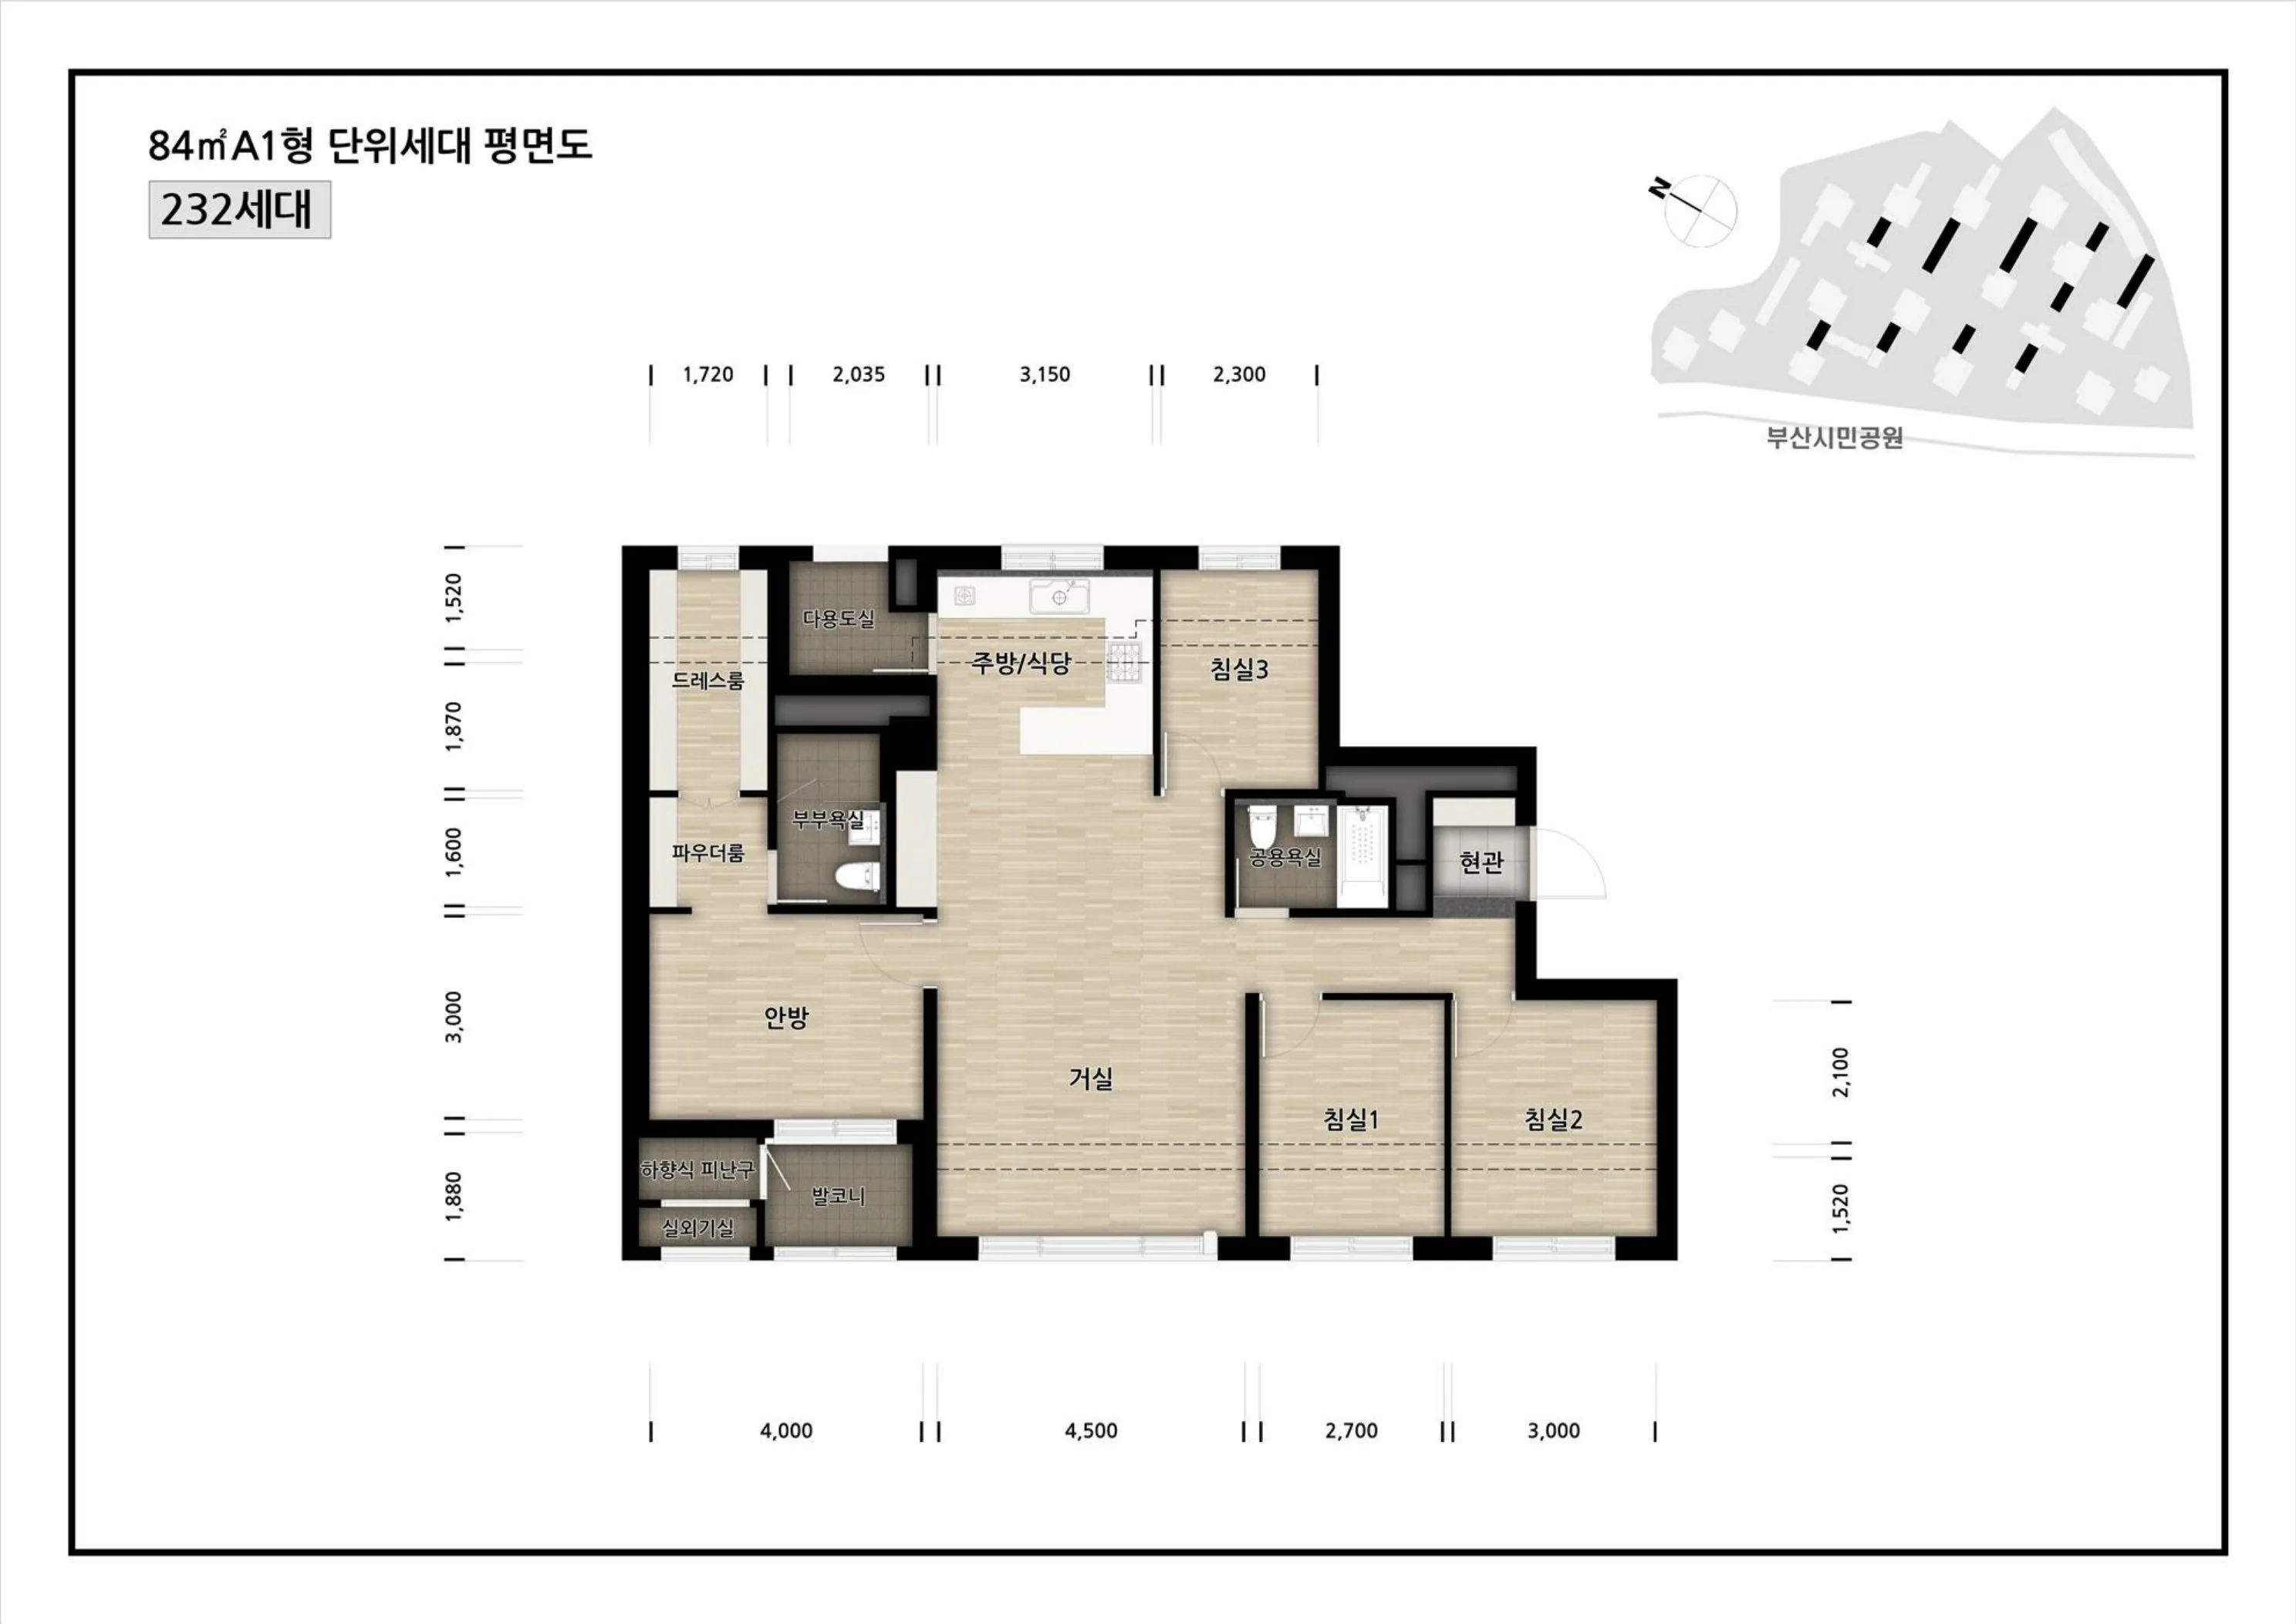 84㎡A1형 단위세대 평면도
232세대
N
부산시민공원
1,720 2,035 3,150 2,300
1,520
1,870
1,600
3,000
1,880
다용도실
주방/식당
침실3
드레스룸
부부욕실
파우더룸
공용욕실
현관
안방
거실
침실1
침실2
하향식 피난구
발코니
실외기실
2,100
1,520
4,000 4,500 2,700 3,000